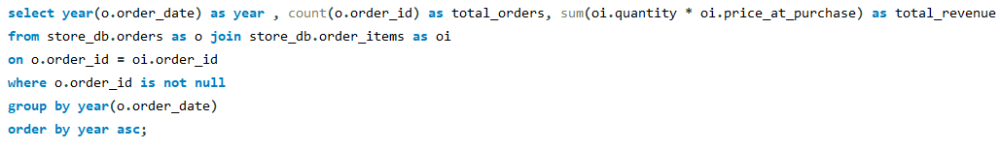 select year(o.order_date) as year , count(o.order_id) as total_orders, sum(oi.quantity * oi.price_at_purchase) as total_revenue
from store_db.orders as o join store_db.order_items as oi
on o.order_id = oi.order_id
where o.order_id is not null
group by year(o.order_date)
order by year asc;